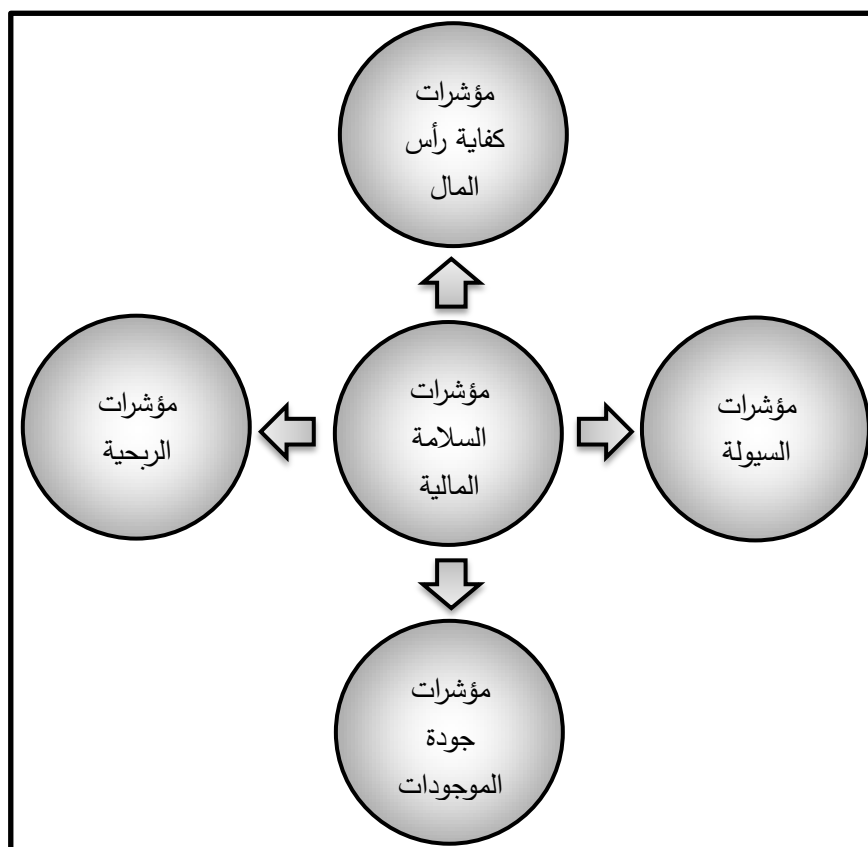 مؤشرات
كفاية رأس
المال
مؤشرات
السيولة
مؤشرات
السلامة
المالية
مؤشرات
الربحية
مؤشرات
جودة
الموجودات